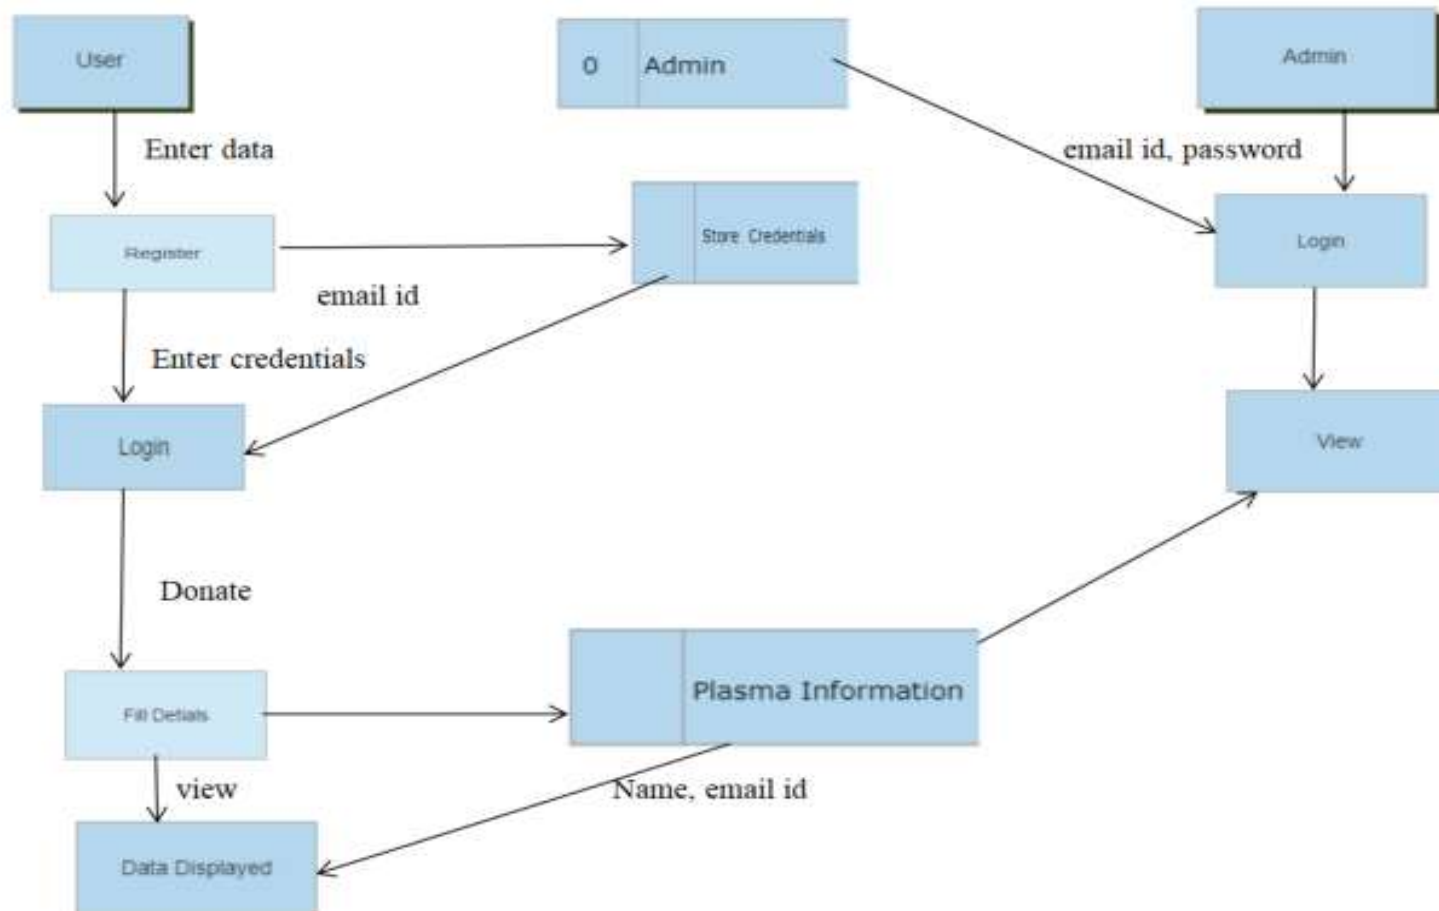 User
0 Admin
Admin
Enter data
email id, password
Register
Store Credentials
Login
email id
Enter credentials
Login
View
Donate
Plasma Information
Fill Detials
view
Name, email id
Data Displayed